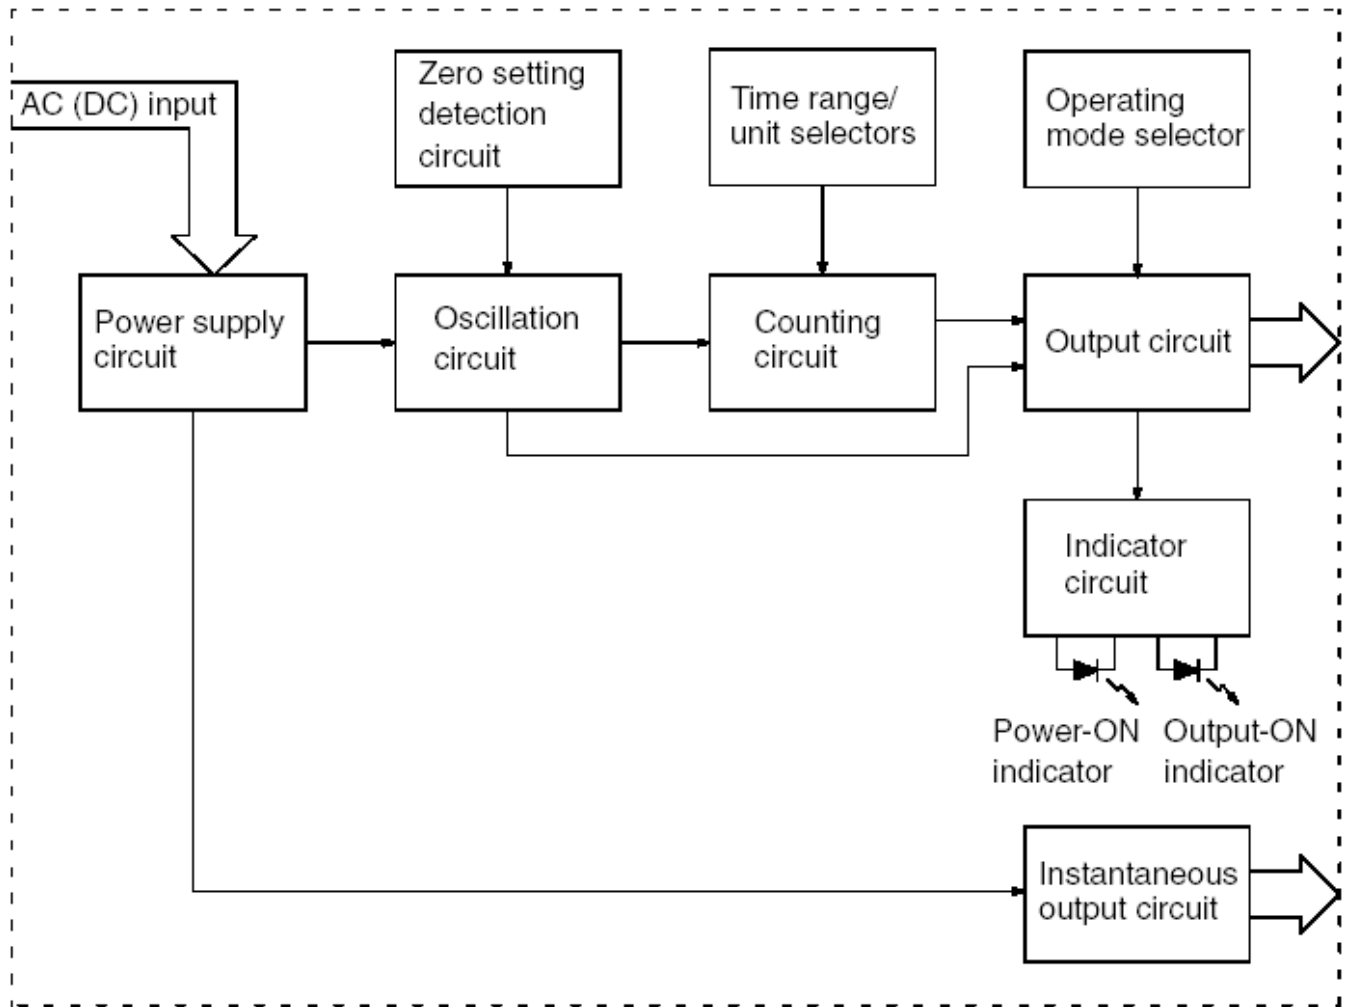 AC (DC) input
Zero setting
detection
circuit
Time range/
unit selectors
Operating
mode selector
Power supply
circuit
Oscillation
circuit
Counting
circuit
Output circuit
Indicator
circuit
Power-ON
indicator
Output-ON
indicator
Instantaneous
output circuit